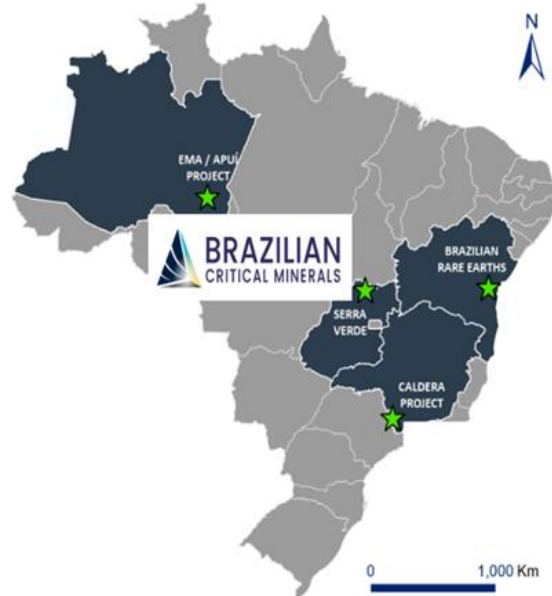 N
EMA / APUÍ
PROJECT
BRAZILIAN
CRITICAL MINERALS
BRAZILIAN
RARE EARTHS
SERRA
VERDE
CALDERA
PROJECT
0 1,000 Km